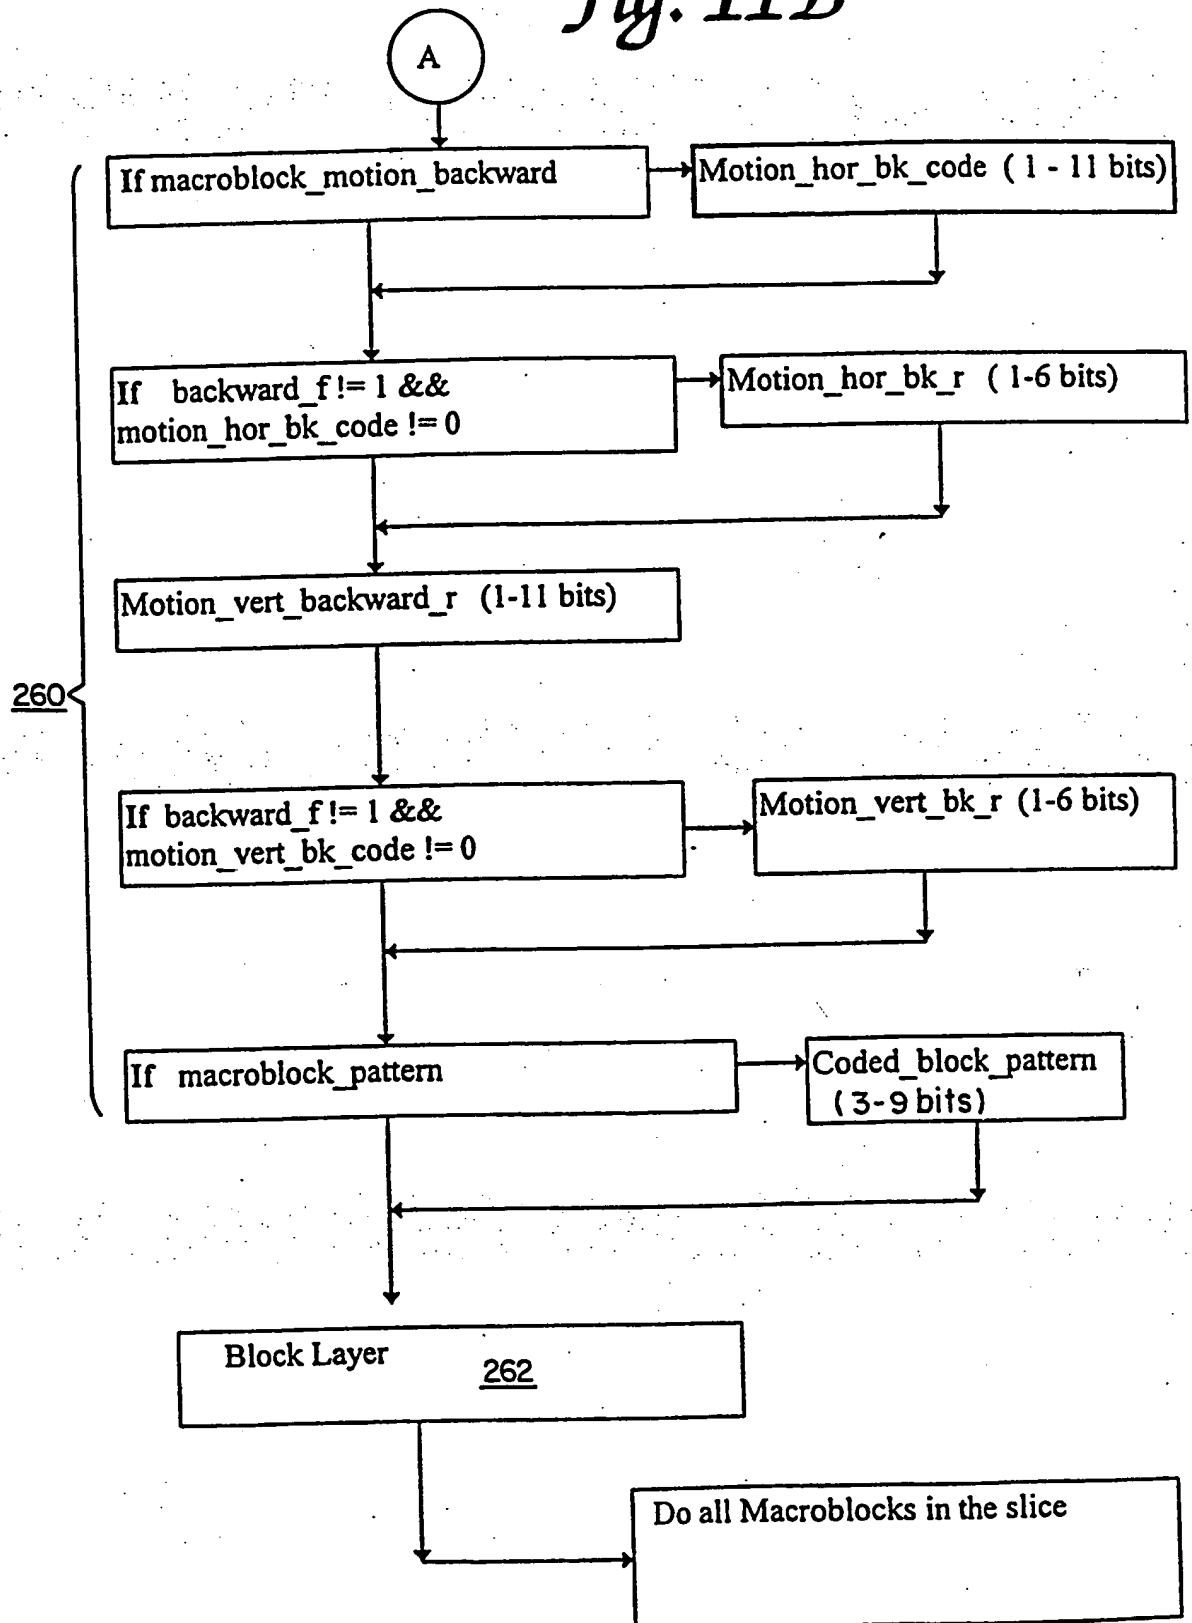 Fig. 11B
A
If macroblock_motion_backward
Motion_hor_bk_code ( 1 - 11 bits)
If backward_f != 1 &&
motion_hor_bk_code != 0
Motion_hor_bk_r ( 1-6 bits)
Motion_vert_backward_r (1-11 bits)
260
If backward_f != 1 &&
motion_vert_bk_code != 0
Motion_vert_bk_r (1-6 bits)
If macroblock_pattern
Coded_block_pattern
( 3-9 bits)
Block Layer
262
Do all Macroblocks in the slice